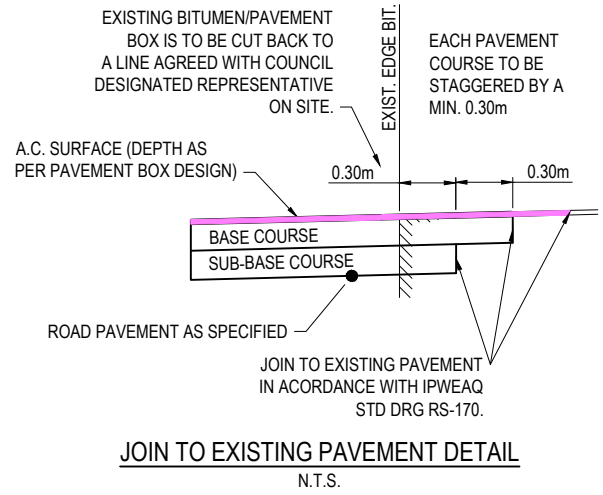 EXISTING BITUMEN/PAVEMENT
BOX IS TO BE CUT BACK TO
A LINE AGREED WITH COUNCIL
DESIGNATED REPRESENTATIVE
ON SITE.
EXIST. EDGE BIT.
EACH PAVEMENT
COURSE TO BE
STAGGERED BY A
MIN. 0.30m
A.C. SURFACE (DEPTH AS
PER PAVEMENT BOX DESIGN)
0.30m
0.30m
BASE COURSE
SUB-BASE COURSE
ROAD PAVEMENT AS SPECIFIED
JOIN TO EXISTING PAVEMENT
IN ACORDANCE WITH IPWEAQ
STD DRG RS-170.
JOIN TO EXISTING PAVEMENT DETAIL
N.T.S.